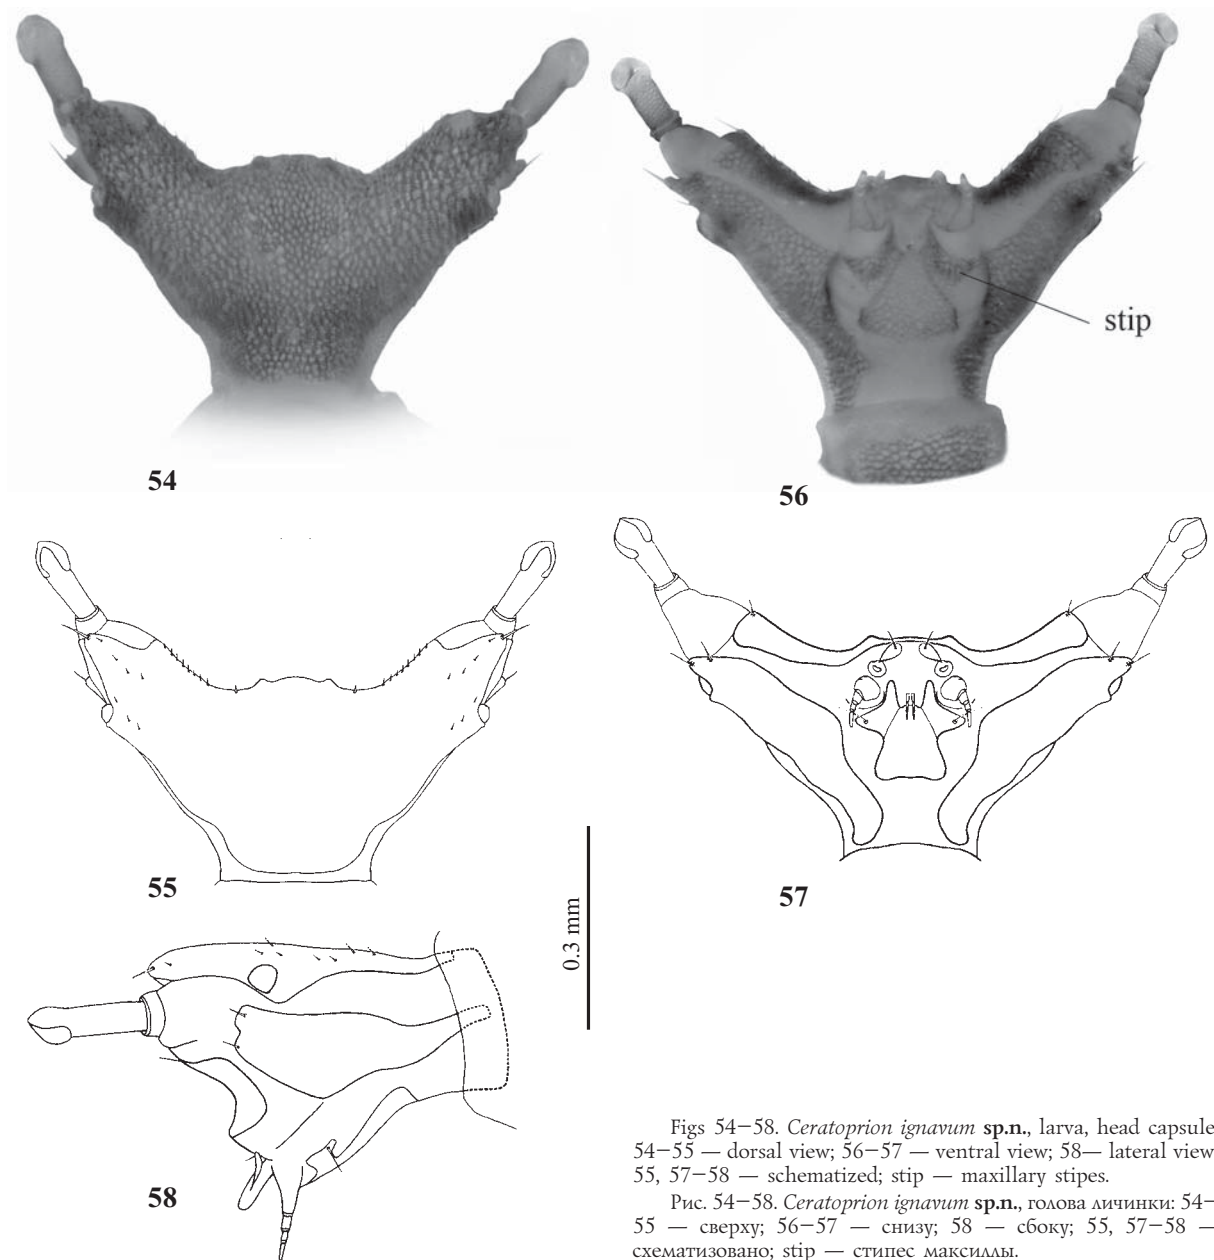 stip
54
56
55
57
0.3 mm
58
Figs 54–58. Ceratoprion ignavum sp.n., larva, head capsule
54–55 — dorsal view; 56–57 — ventral view; 58— lateral view
55, 57–58 — schematized; stip — maxillary stipes.
Рис. 54–58. Ceratoprion ignavum sp.n., голова личинки: 54–
55 — сверху; 56–57 — снизу; 58 — сбоку; 55, 57–58 —
схематизовано; stip — стипес максиллы.